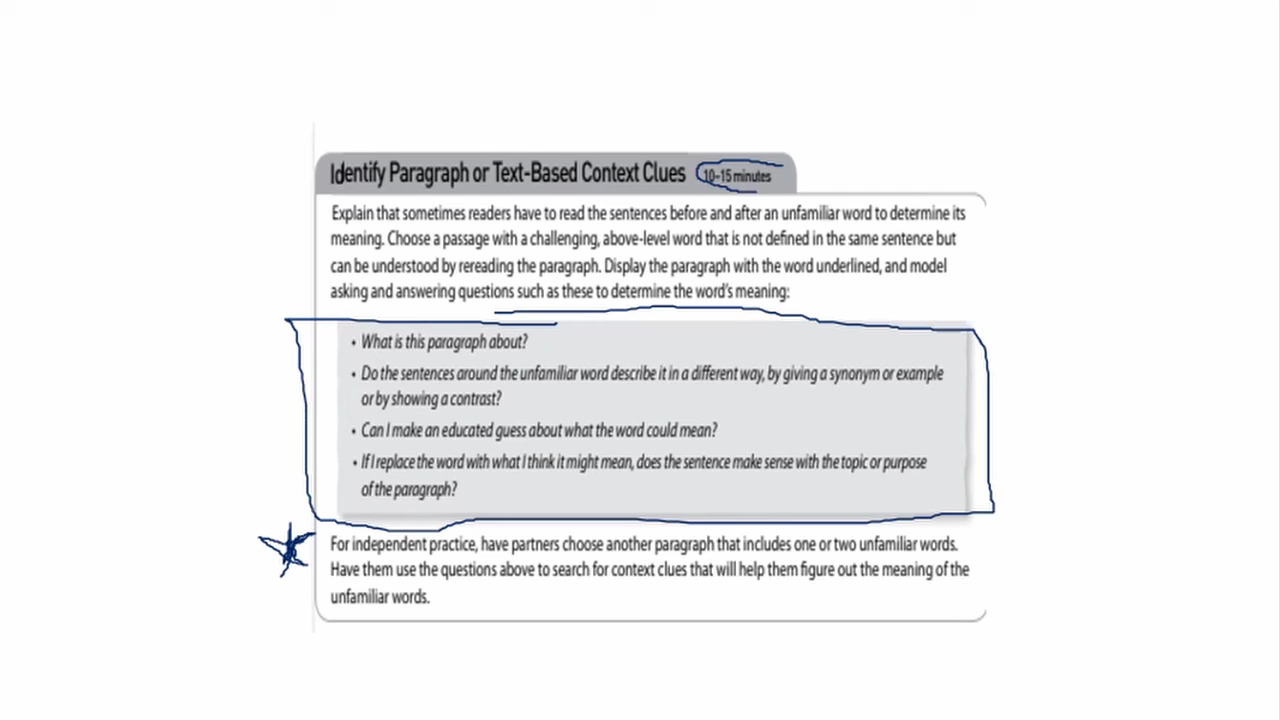 Identify Paragraph or Text-Based Context Clues 10–15 minutes
Explain that sometimes readers have to read the sentences before and after an unfamiliar word to determine its
meaning. Choose a passage with a challenging, above-level word that is not defined in the same sentence but
can be understood by rereading the paragraph. Display the paragraph with the word underlined, and model
asking and answering questions such as these to determine the word's meaning:
• What is this paragraph about?
• Do the sentences around the unfamiliar word describe it in a different way, by giving a synonym or example
or by showing a contrast?
• Can I make an educated guess about what the word could mean?
• If I replace the word with what I think it might mean, does the sentence make sense with the topic or purpose
of the paragraph?
For independent practice, have partners choose another paragraph that includes one or two unfamiliar words.
Have them use the questions above to search for context clues that will help them figure out the meaning of the
unfamiliar words.